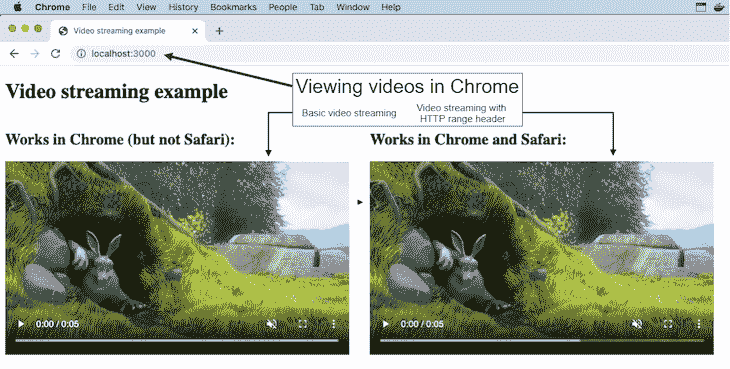 Chrome File Edit View History Bookmarks People Tab Window Help
Video streaming example
localhost:3000
Viewing videos in Chrome
Basic video streaming
Video streaming with
HTTP range header
Video streaming example
Works in Chrome (but not Safari):
Works in Chrome and Safari:
0:00 / 0:05
0:00 / 0:05